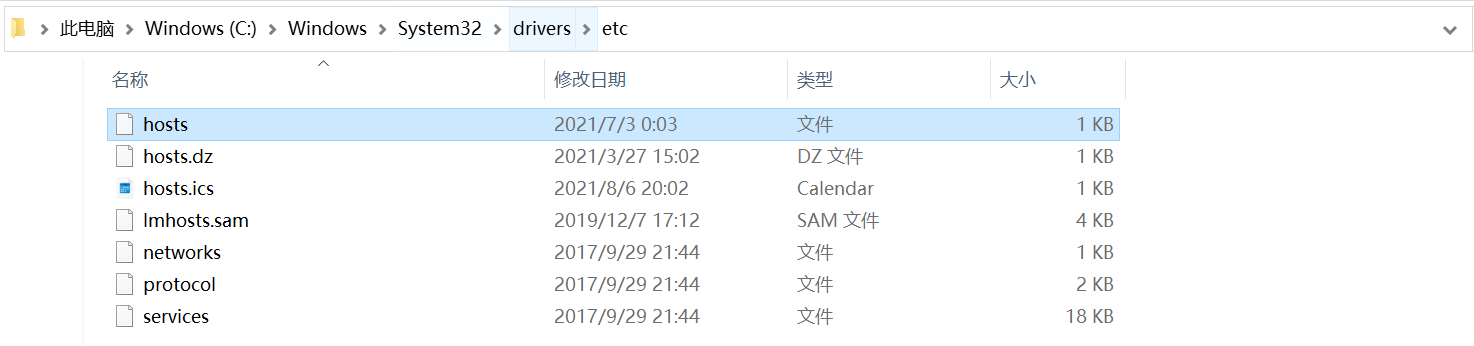 此电脑 Windows (C:) Windows System32 drivers etc
名称 修改日期 类型 大小
hosts 2021/7/3 0:03 文件 1 KB
hosts.dz 2021/3/27 15:02 DZ 文件 1 KB
hosts.ics 2021/8/6 20:02 Calendar 1 KB
lmhosts.sam 2019/12/7 17:12 SAM 文件 4 KB
networks 2017/9/29 21:44 文件 1 KB
protocol 2017/9/29 21:44 文件 2 KB
services 2017/9/29 21:44 文件 18 KB